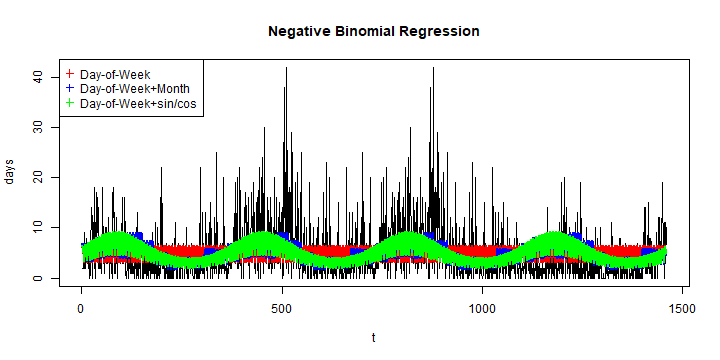 Negative Binomial Regression
+ Day-of-Week
+ Day-of-Week+Month
+ Day-of-Week+sin/cos
days
40
30
20
10
0
0 500 1000 1500
t